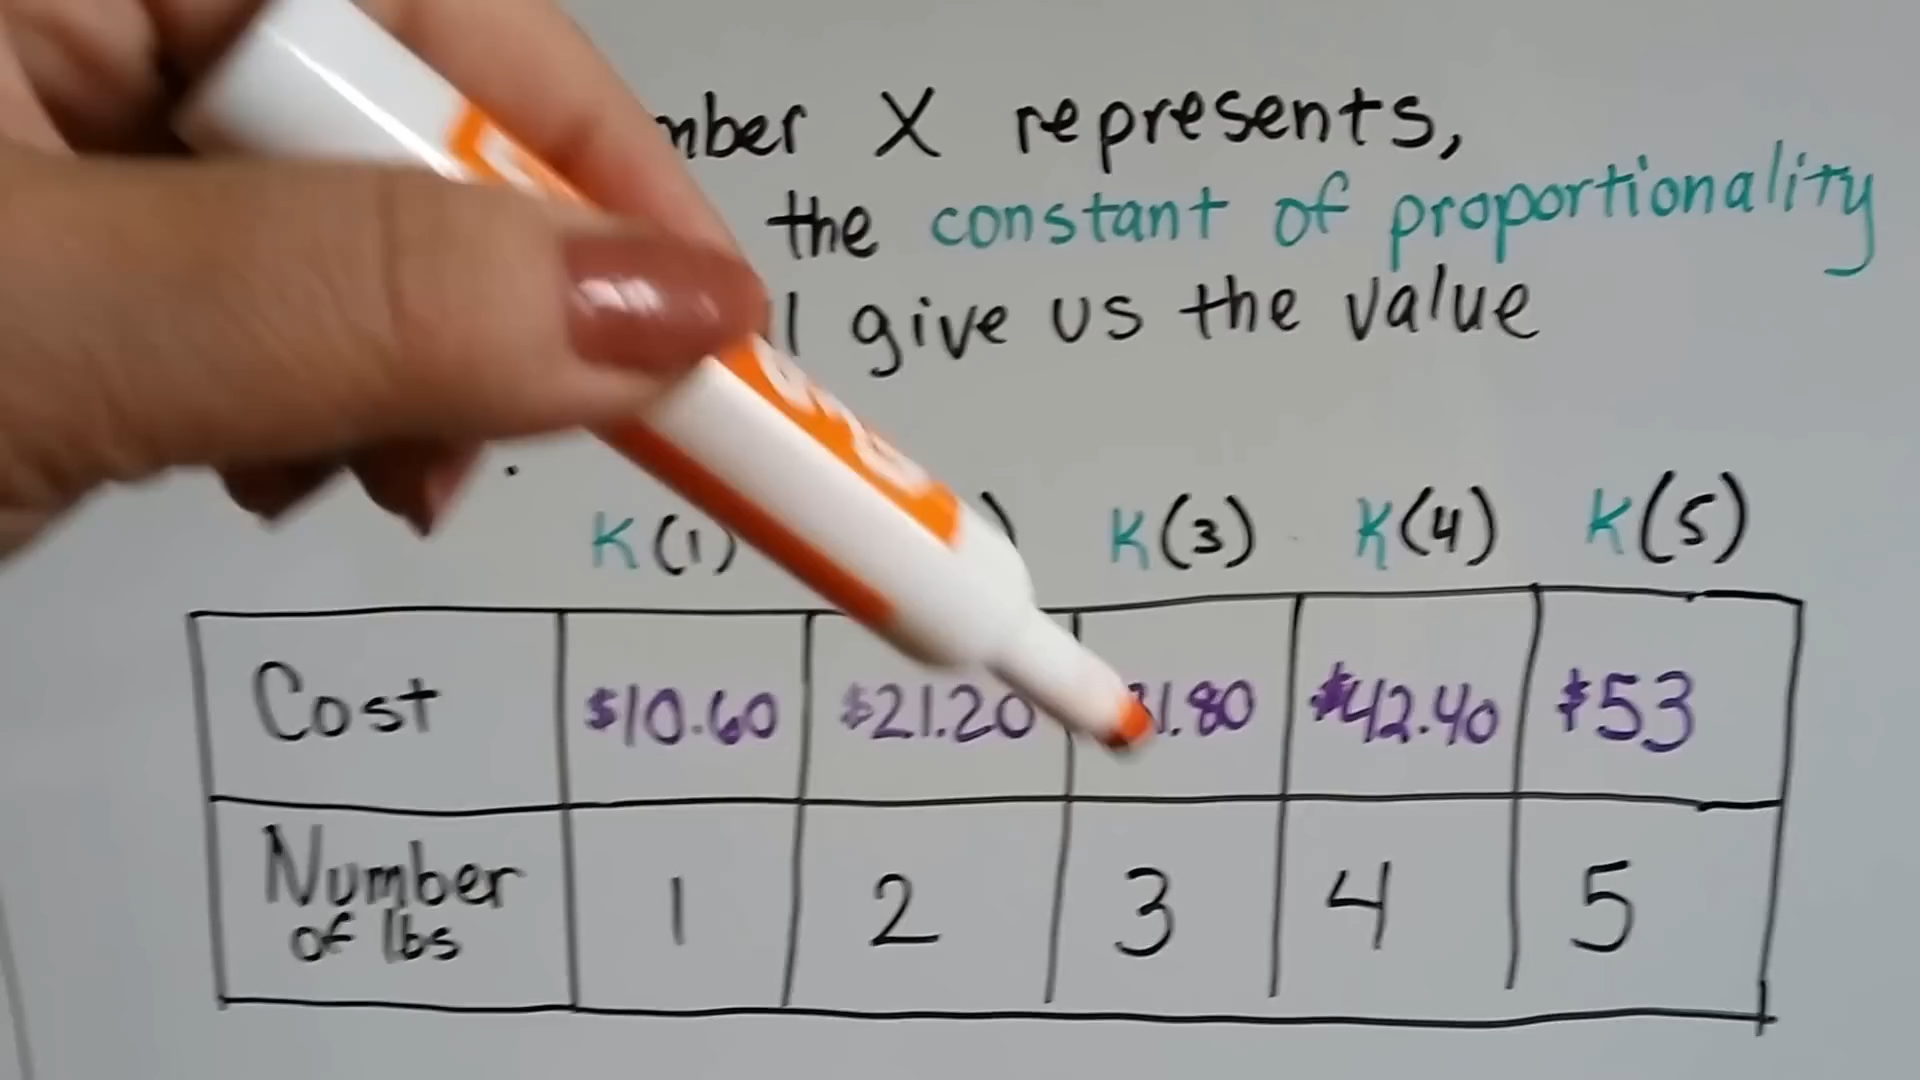 X represents,
the constant of proportionality
give us the value
K(1) K(3) K(4) K(5)
Cost $10.60 $21.20 $42.40 $53
Number
of lbs 1 2 3 4 5